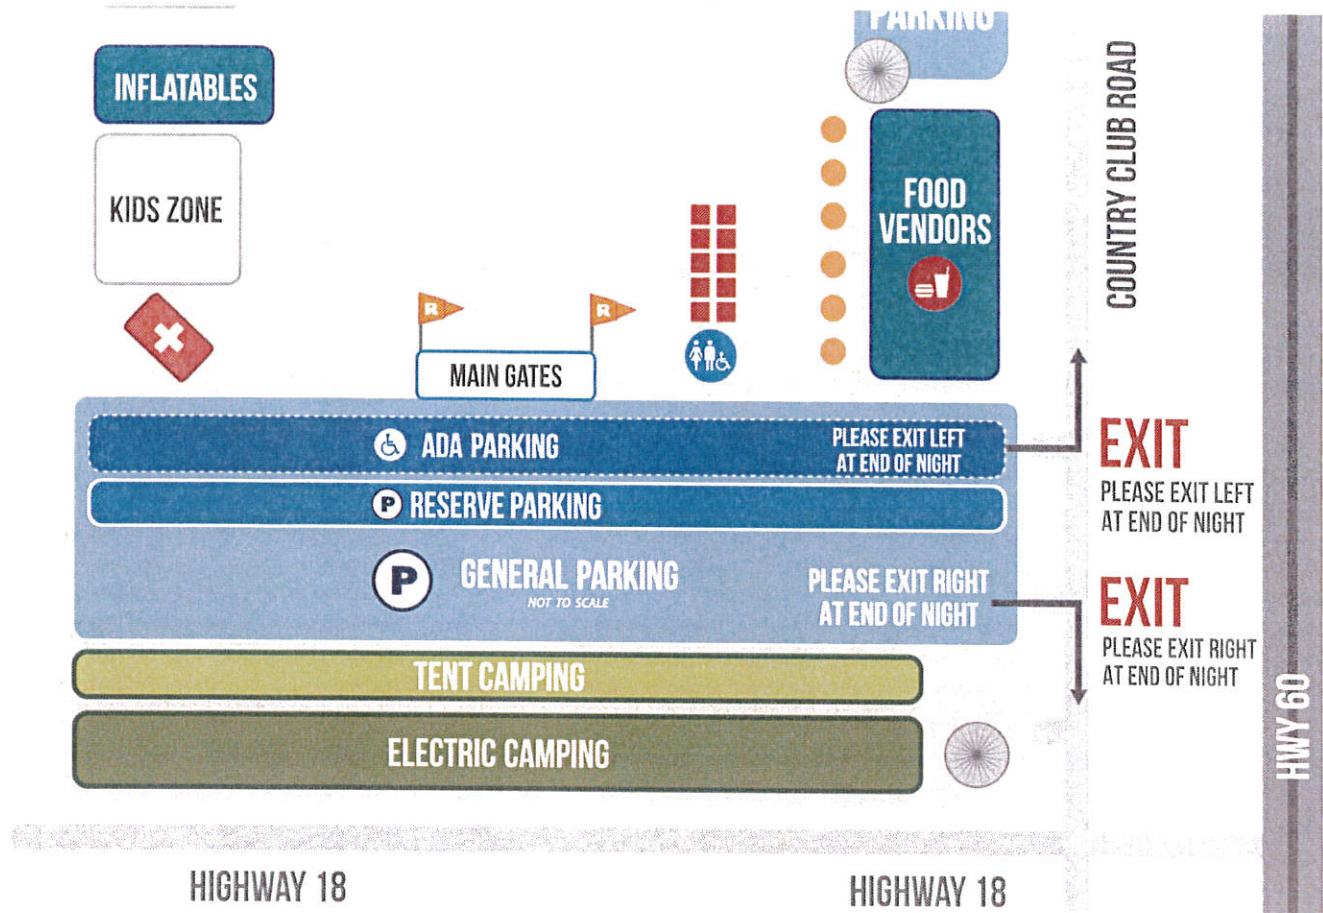 PARKING
INFLATABLES
KIDS ZONE
FOOD
VENDORS
COUNTRY CLUB ROAD
R
R
MAIN GATES
ADA PARKING
PLEASE EXIT LEFT
AT END OF NIGHT
EXIT
PLEASE EXIT LEFT
AT END OF NIGHT
P RESERVE PARKING
P
GENERAL PARKING
NOT TO SCALE
PLEASE EXIT RIGHT
AT END OF NIGHT
EXIT
PLEASE EXIT RIGHT
AT END OF NIGHT
TENT CAMPING
ELECTRIC CAMPING
HWY 60
HIGHWAY 18
HIGHWAY 18